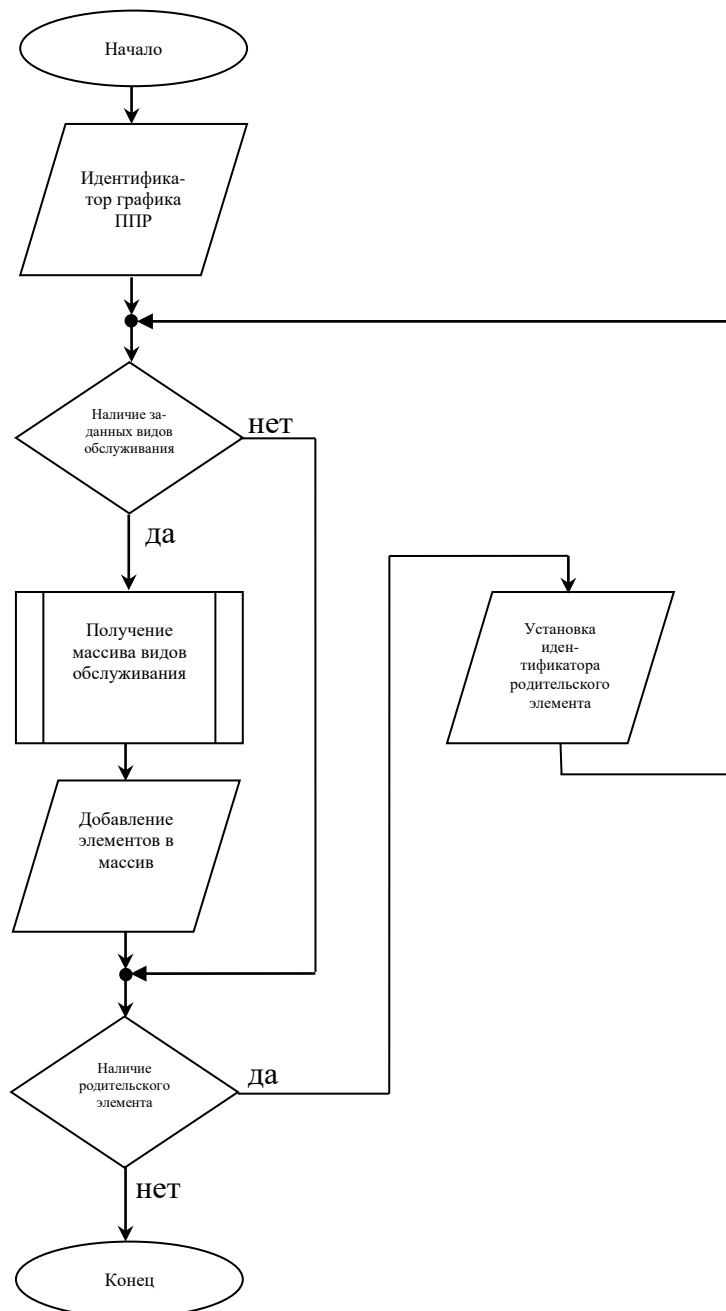 Начало
Идентифика-
тор графика
ППР
Наличие за-
данных видов
обслуживания
нет
да
Получение
массива видов
обслуживания
Установка
иден-
тификатора
родительского
элемента
Добавление
элементов в
массив
Наличие
родительского
элемента
да
нет
Конец